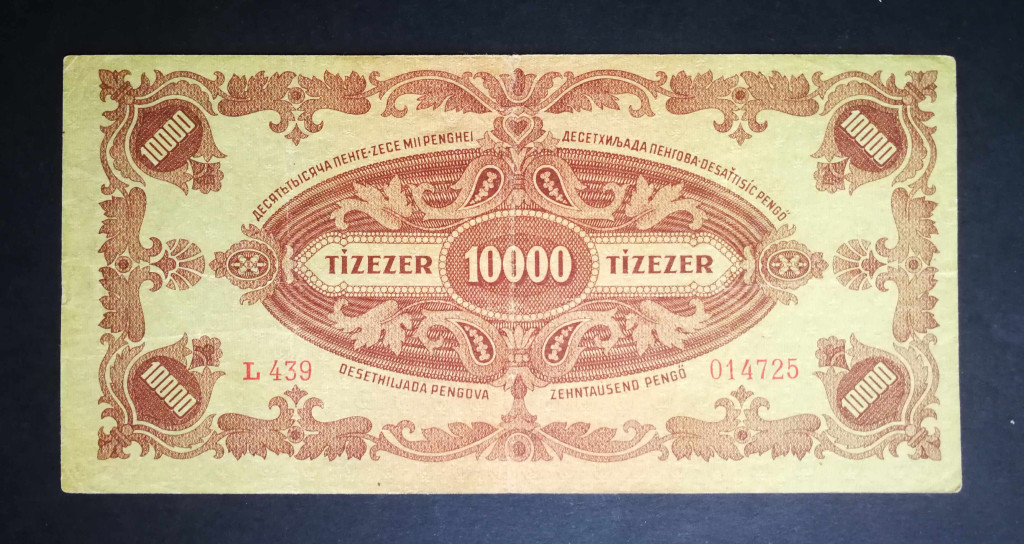 10000
10000
ДЕСЯТЬТЫСЯЧА ПЕНГЕ-ZECE MII PENGHEI
ДЕСЕТХИЉАДА ПЕНГОВА-DESAŤTISÍC PENGŐ
TÍZEZER 10000 TÍZEZER
L 439
DESETHILJADA PENGOVA
ZEHNTAUSEND PENGŐ
014725
10000
10000